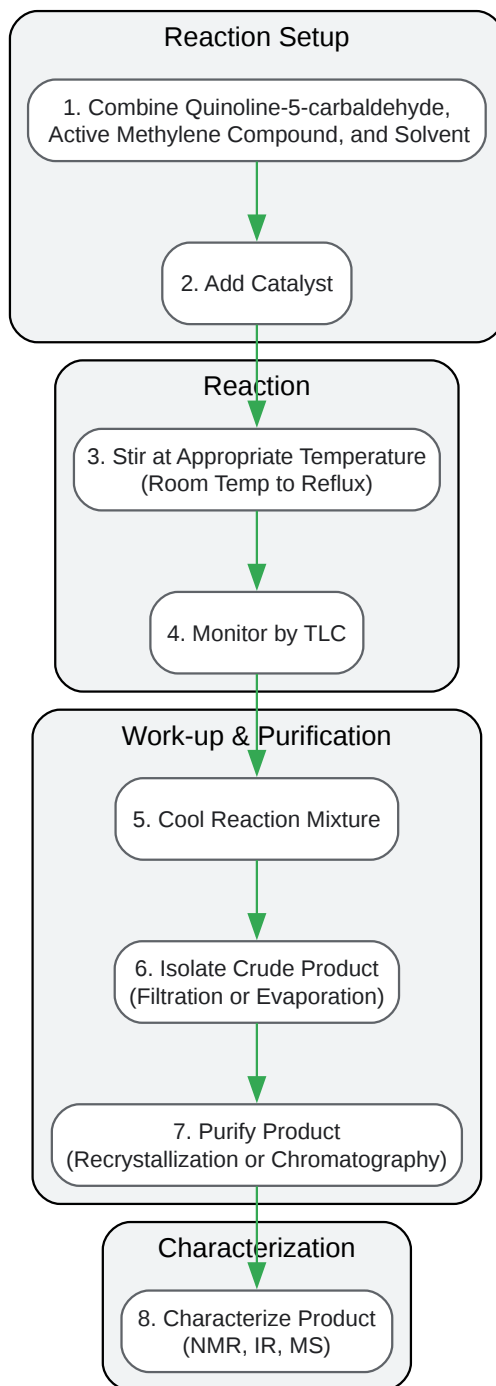 Reaction Setup
1. Combine Quinoline-5-carbaldehyde,
Active Methylene Compound, and Solvent
2. Add Catalyst
Reaction
3. Stir at Appropriate Temperature
(Room Temp to Reflux)
4. Monitor by TLC
Work-up & Purification
5. Cool Reaction Mixture
6. Isolate Crude Product
(Filtration or Evaporation)
7. Purify Product
(Recrystallization or Chromatography)
Characterization
8. Characterize Product
(NMR, IR, MS)